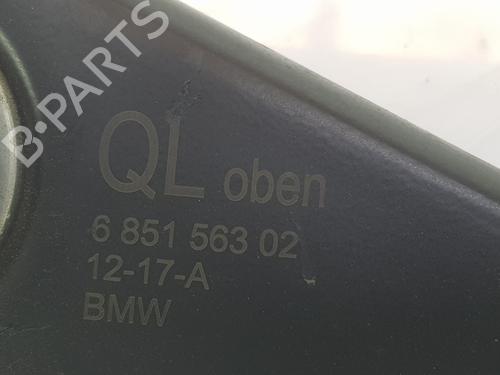 B-PARTS
QL oben
6 851 563 02
12-17-A
BMW